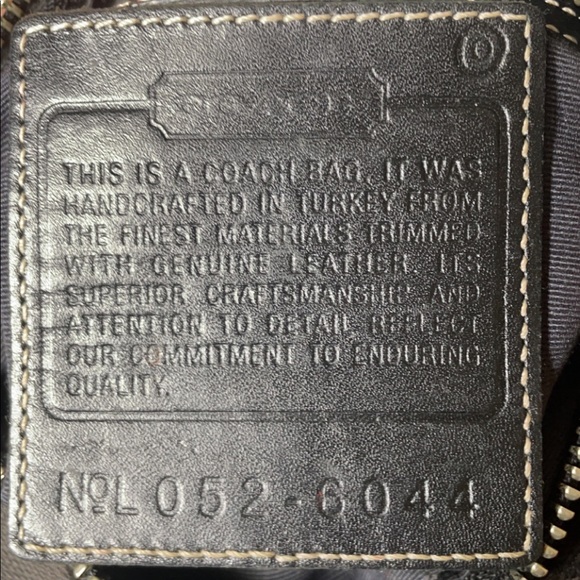 ©
COACH
THIS IS A COACH BAG. IT WAS
HANDCRAFTED IN TURKEY FROM
THE FINEST MATERIALS TRIMMED
WITH GENUINE LEATHER. ITS
SUPERIOR CRAFTSMANSHIP AND
ATTENTION TO DETAIL REFLECT
OUR COMMITMENT TO ENDURING
QUALITY.
NºL052-6044